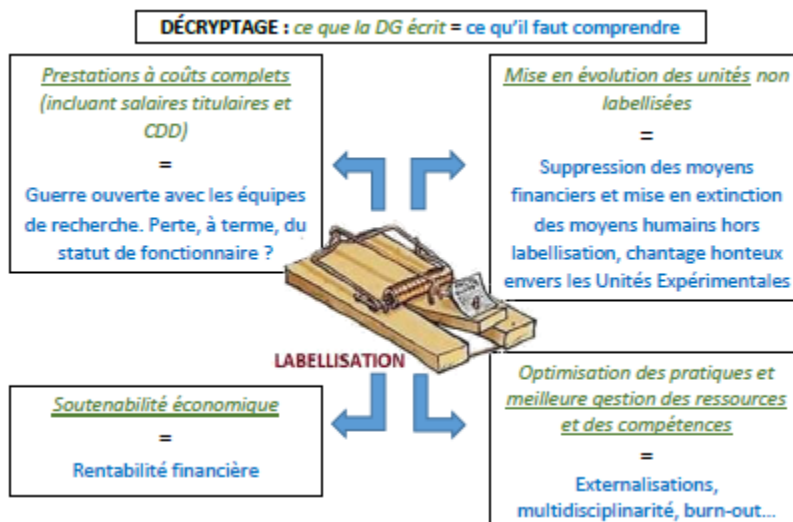 DÉCRYPTAGE : ce que la DG écrit = ce qu'il faut comprendre
Prestations à coûts complets
(incluant salaires titulaires et
CDD)
=
Guerre ouverte avec les équipes
de recherche. Perte, à terme, du
statut de fonctionnaire ?
Mise en évolution des unités non
labellisées
=
Suppression des moyens
financiers et mise en extinction
des moyens humains hors
labellisation, chantage honteux
envers les Unités Expérimentales
LABELLISATION
Soutenabilité économique
=
Rentabilité financière
Optimisation des pratiques et
meilleure gestion des ressources
et des compétences
=
Externalisations,
multidisciplinarité, burn-out...